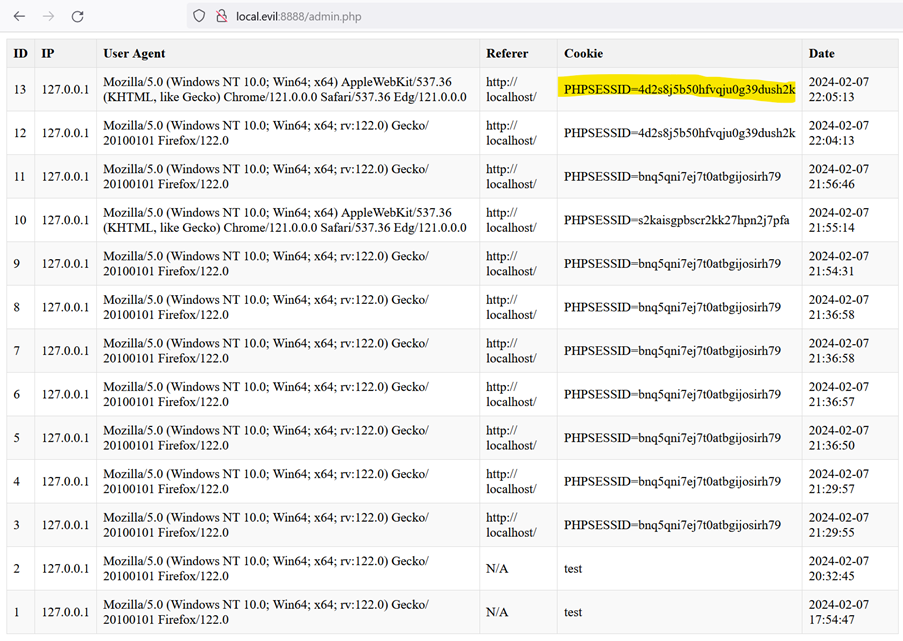 local.evil:8888/admin.php
ID IP User Agent Referer Cookie Date
13 127.0.0.1 Mozilla/5.0 (Windows NT 10.0; Win64; x64) AppleWebKit/537.36 http:// PHPSESSID=4d2s8j5b50hfvqju0g39dush2k 2024-02-07
(KHTML, like Gecko) Chrome/121.0.0.0 Safari/537.36 Edg/121.0.0.0 localhost/ 22:05:13
12 127.0.0.1 Mozilla/5.0 (Windows NT 10.0; Win64; x64; rv:122.0) Gecko/ http:// PHPSESSID=4d2s8j5b50hfvqju0g39dush2k 2024-02-07
20100101 Firefox/122.0 localhost/ 22:04:13
11 127.0.0.1 Mozilla/5.0 (Windows NT 10.0; Win64; x64; rv:122.0) Gecko/ http:// PHPSESSID=bnq5qni7ej7t0atbgijosirh79 2024-02-07
20100101 Firefox/122.0 localhost/ 21:56:46
10 127.0.0.1 Mozilla/5.0 (Windows NT 10.0; Win64; x64) AppleWebKit/537.36 http:// PHPSESSID=s2kaisgpbscr2kk27hpn2j7pfa 2024-02-07
(KHTML, like Gecko) Chrome/121.0.0.0 Safari/537.36 Edg/121.0.0.0 localhost/ 21:55:14
9 127.0.0.1 Mozilla/5.0 (Windows NT 10.0; Win64; x64; rv:122.0) Gecko/ http:// PHPSESSID=bnq5qni7ej7t0atbgijosirh79 2024-02-07
20100101 Firefox/122.0 localhost/ 21:54:31
8 127.0.0.1 Mozilla/5.0 (Windows NT 10.0; Win64; x64; rv:122.0) Gecko/ http:// PHPSESSID=bnq5qni7ej7t0atbgijosirh79 2024-02-07
20100101 Firefox/122.0 localhost/ 21:36:58
7 127.0.0.1 Mozilla/5.0 (Windows NT 10.0; Win64; x64; rv:122.0) Gecko/ http:// PHPSESSID=bnq5qni7ej7t0atbgijosirh79 2024-02-07
20100101 Firefox/122.0 localhost/ 21:36:58
6 127.0.0.1 Mozilla/5.0 (Windows NT 10.0; Win64; x64; rv:122.0) Gecko/ http:// PHPSESSID=bnq5qni7ej7t0atbgijosirh79 2024-02-07
20100101 Firefox/122.0 localhost/ 21:36:57
5 127.0.0.1 Mozilla/5.0 (Windows NT 10.0; Win64; x64; rv:122.0) Gecko/ http:// PHPSESSID=bnq5qni7ej7t0atbgijosirh79 2024-02-07
20100101 Firefox/122.0 localhost/ 21:36:50
4 127.0.0.1 Mozilla/5.0 (Windows NT 10.0; Win64; x64; rv:122.0) Gecko/ http:// PHPSESSID=bnq5qni7ej7t0atbgijosirh79 2024-02-07
20100101 Firefox/122.0 localhost/ 21:29:57
3 127.0.0.1 Mozilla/5.0 (Windows NT 10.0; Win64; x64; rv:122.0) Gecko/ http:// PHPSESSID=bnq5qni7ej7t0atbgijosirh79 2024-02-07
20100101 Firefox/122.0 localhost/ 21:29:55
2 127.0.0.1 Mozilla/5.0 (Windows NT 10.0; Win64; x64; rv:122.0) Gecko/ N/A test 2024-02-07
20100101 Firefox/122.0 20:32:45
1 127.0.0.1 Mozilla/5.0 (Windows NT 10.0; Win64; x64; rv:122.0) Gecko/ N/A test 2024-02-07
20100101 Firefox/122.0 17:54:47